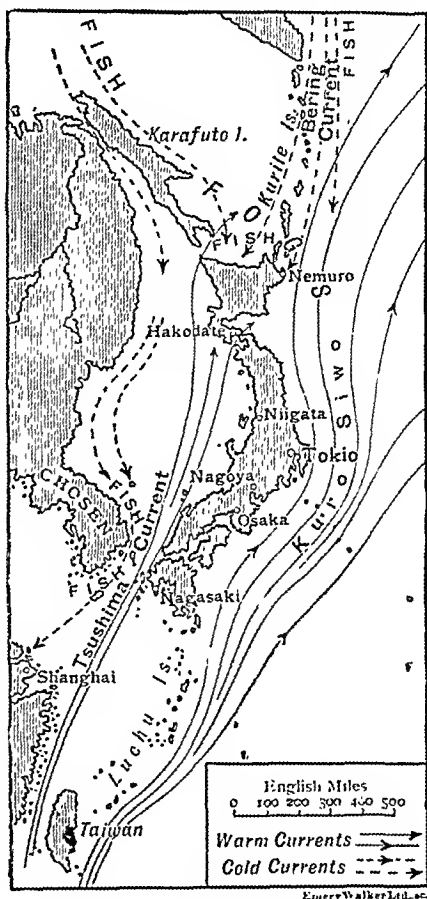 FISH
FISH
Karafuto I.
Kurile Is.
Bering
Current
F
FISH
Nemuro
Hakodate
Niigata
Tokio
Nagoya
Osaka
Kuro Siwo
CHOSEN
FISH
FISH
Tsushima Current
Nagasaki
Shanghai
Luchu Is.
Taiwan
English Miles
0 100 200 300 400 500
Warm Currents
Cold Currents
Emery Walker Ltd. sc.